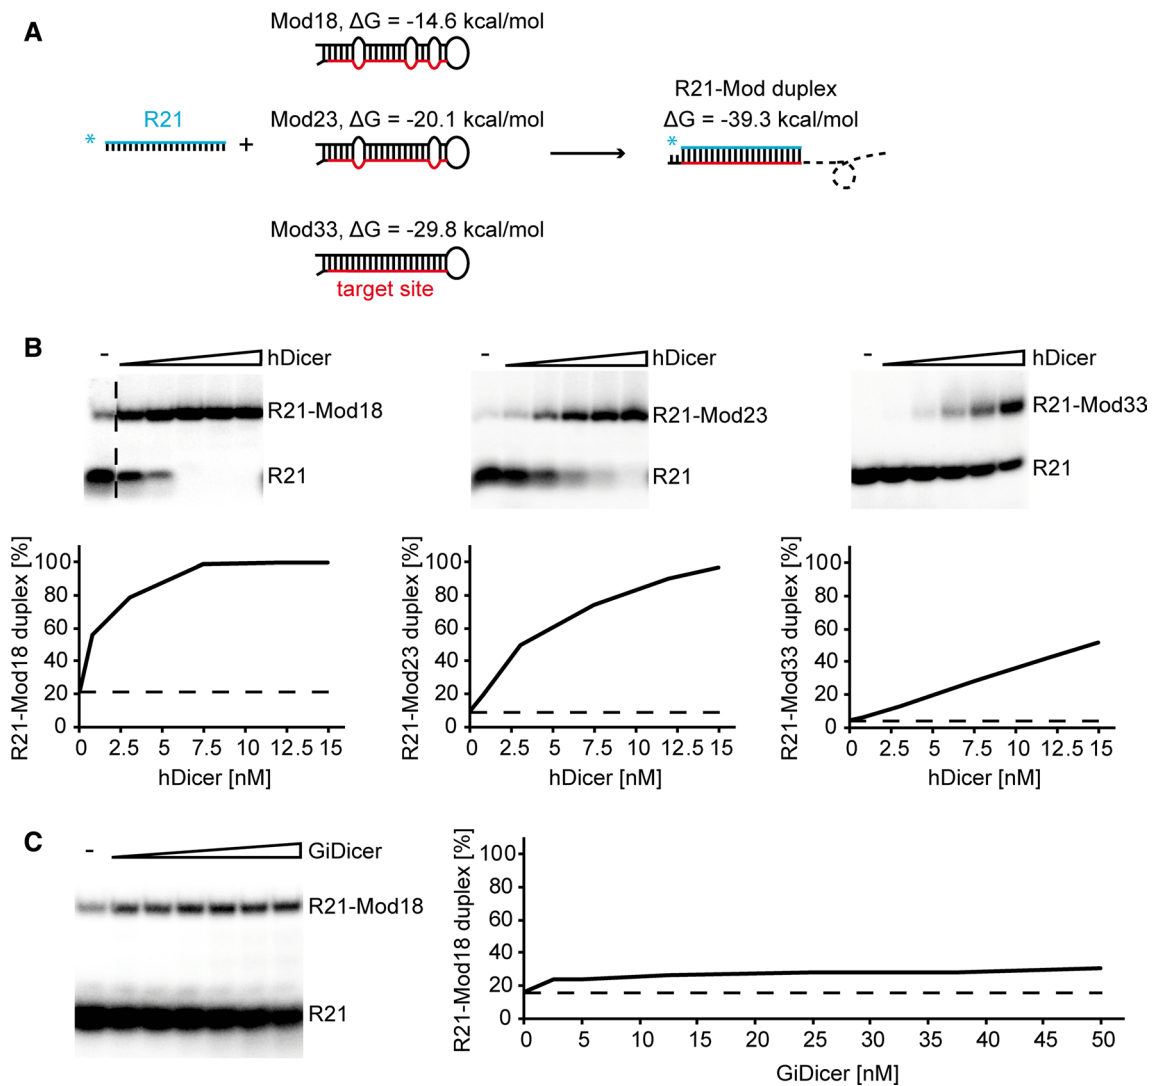 A
Mod18, ΔG = -14.6 kcal/mol
R21
*
+
Mod23, ΔG = -20.1 kcal/mol
R21-Mod duplex
ΔG = -39.3 kcal/mol
*
Mod33, ΔG = -29.8 kcal/mol
target site
B
- hDicer
R21-Mod18
R21
- hDicer
R21-Mod23
R21
- hDicer
R21-Mod33
R21
R21-Mod18 duplex [%]
100
80
60
40
20
0
0 2.5 5 7.5 10 12.5 15
hDicer [nM]
R21-Mod23 duplex [%]
100
80
60
40
20
0
0 2.5 5 7.5 10 12.5 15
hDicer [nM]
R21-Mod33 duplex [%]
100
80
60
40
20
0
0 2.5 5 7.5 10 12.5 15
hDicer [nM]
C
- GiDicer
R21-Mod18
R21
R21-Mod18 duplex [%]
100
80
60
40
20
0
0 5 10 15 20 25 30 35 40 45 50
GiDicer [nM]